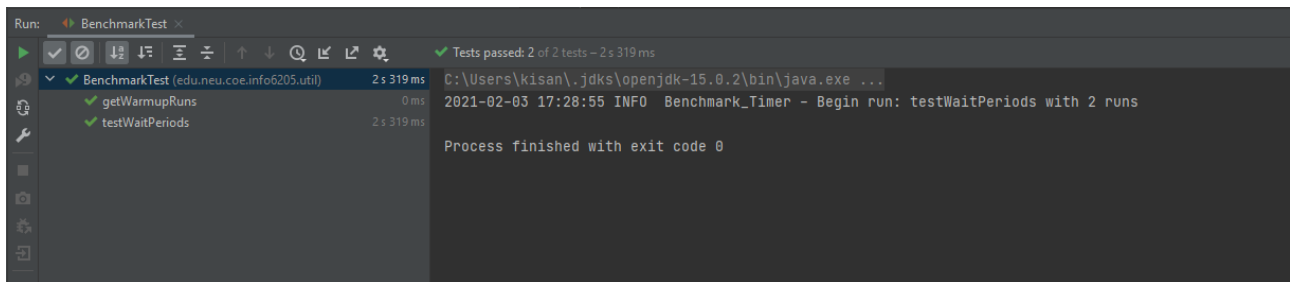 Run: BenchmarkTest
Tests passed: 2 of 2 tests – 2 s 319 ms
BenchmarkTest (edu.neu.coe.info6205.util) 2 s 319 ms
getWarmupRuns 0 ms
testWaitPeriods 2 s 319 ms
C:\Users\kisan\.jdks\openjdk-15.0.2\bin\java.exe ...
2021-02-03 17:28:55 INFO  Benchmark_Timer - Begin run: testWaitPeriods with 2 runs
Process finished with exit code 0